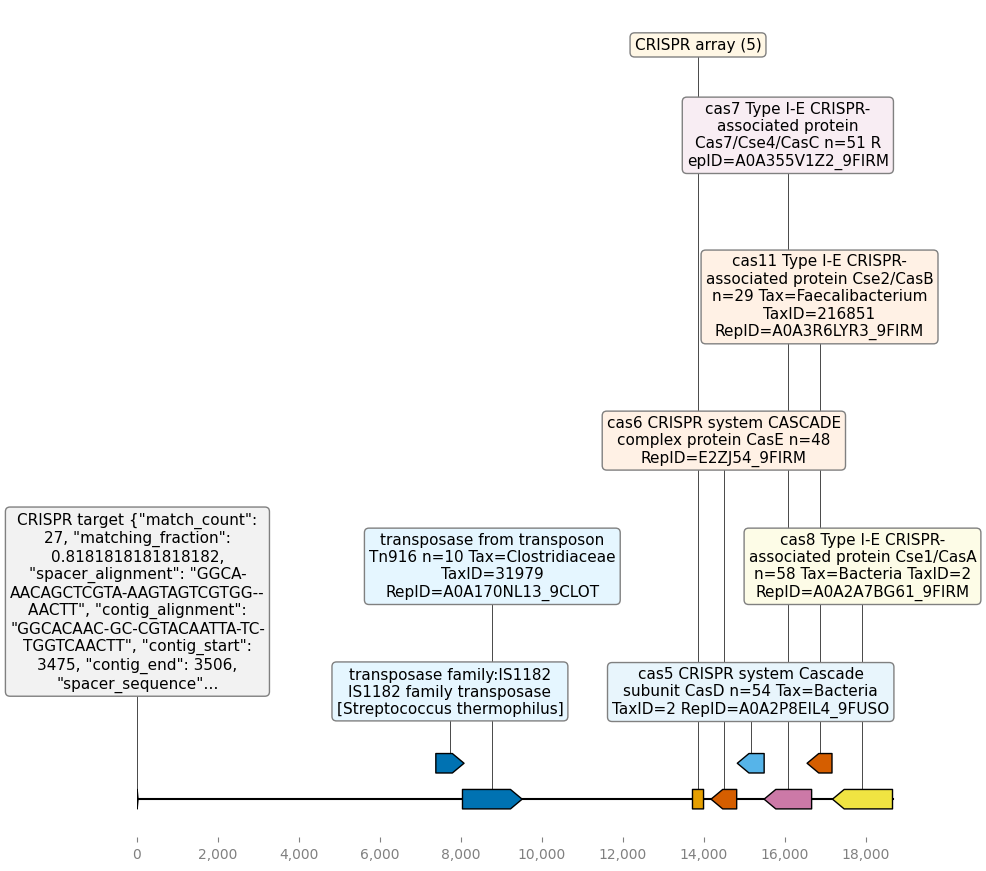 CRISPR array (5)
cas7 Type I-E CRISPR-
associated protein
Cas7/Cse4/CasC n=51 R
epID=A0A355V1Z2_9FIRM
cas11 Type I-E CRISPR-
associated protein Cse2/CasB
n=29 Tax=Faecalibacterium
TaxID=216851
RepID=A0A3R6LYR3_9FIRM
cas6 CRISPR system CASCADE
complex protein CasE n=48
RepID=E2ZJ54_9FIRM
CRISPR target {"match_count":
27, "matching_fraction":
0.8181818181818182,
"spacer_alignment": "GGCA-
AACAGCTCGTA-AAGTAGTCGTGG--
AACTT", "contig_alignment":
"GGCACAAC-GC-CGTACAATTA-TC-
TGGTCAACTT", "contig_start":
3475, "contig_end": 3506,
"spacer_sequence"...
transposase from transposon
Tn916 n=10 Tax=Clostridiaceae
TaxID=31979
RepID=A0A170NL13_9CLOT
cas8 Type I-E CRISPR-
associated protein Cse1/CasA
n=58 Tax=Bacteria TaxID=2
RepID=A0A2A7BG61_9FIRM
transposase family:IS1182
IS1182 family transposase
[Streptococcus thermophilus]
cas5 CRISPR system Cascade
subunit CasD n=54 Tax=Bacteria
TaxID=2 RepID=A0A2P8EIL4_9FUSO
0 2,000 4,000 6,000 8,000 10,000 12,000 14,000 16,000 18,000